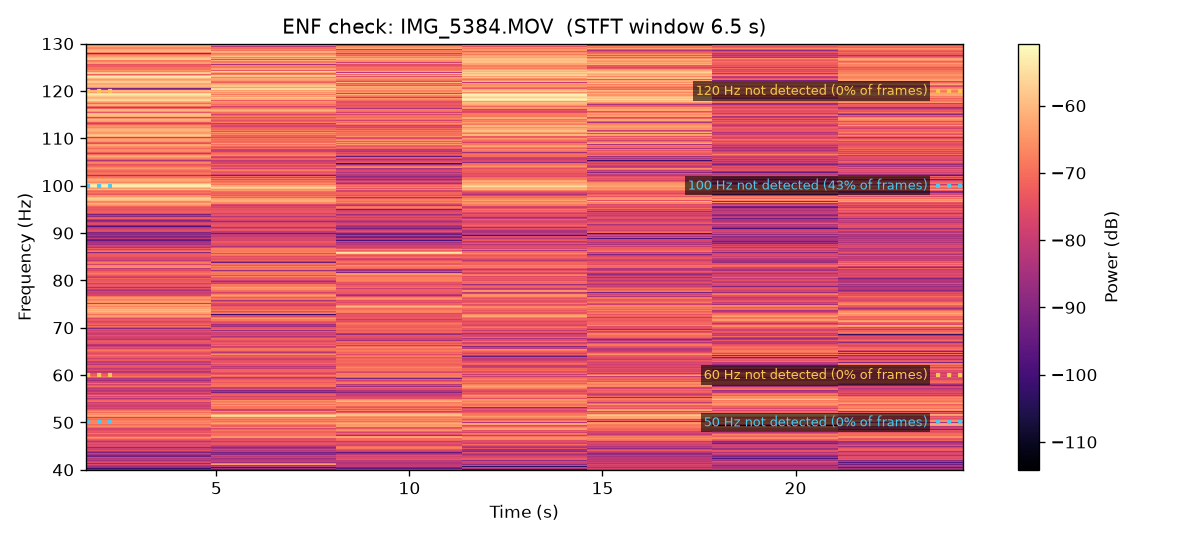 ENF check: IMG_5384.MOV  (STFT window 6.5 s)
130
120
110
100
90
80
70
60
50
40
Frequency (Hz)
120 Hz not detected (0% of frames)
100 Hz not detected (43% of frames)
60 Hz not detected (0% of frames)
50 Hz not detected (0% of frames)
5
10
15
20
Time (s)
−60
−70
−80
−90
−100
−110
Power (dB)